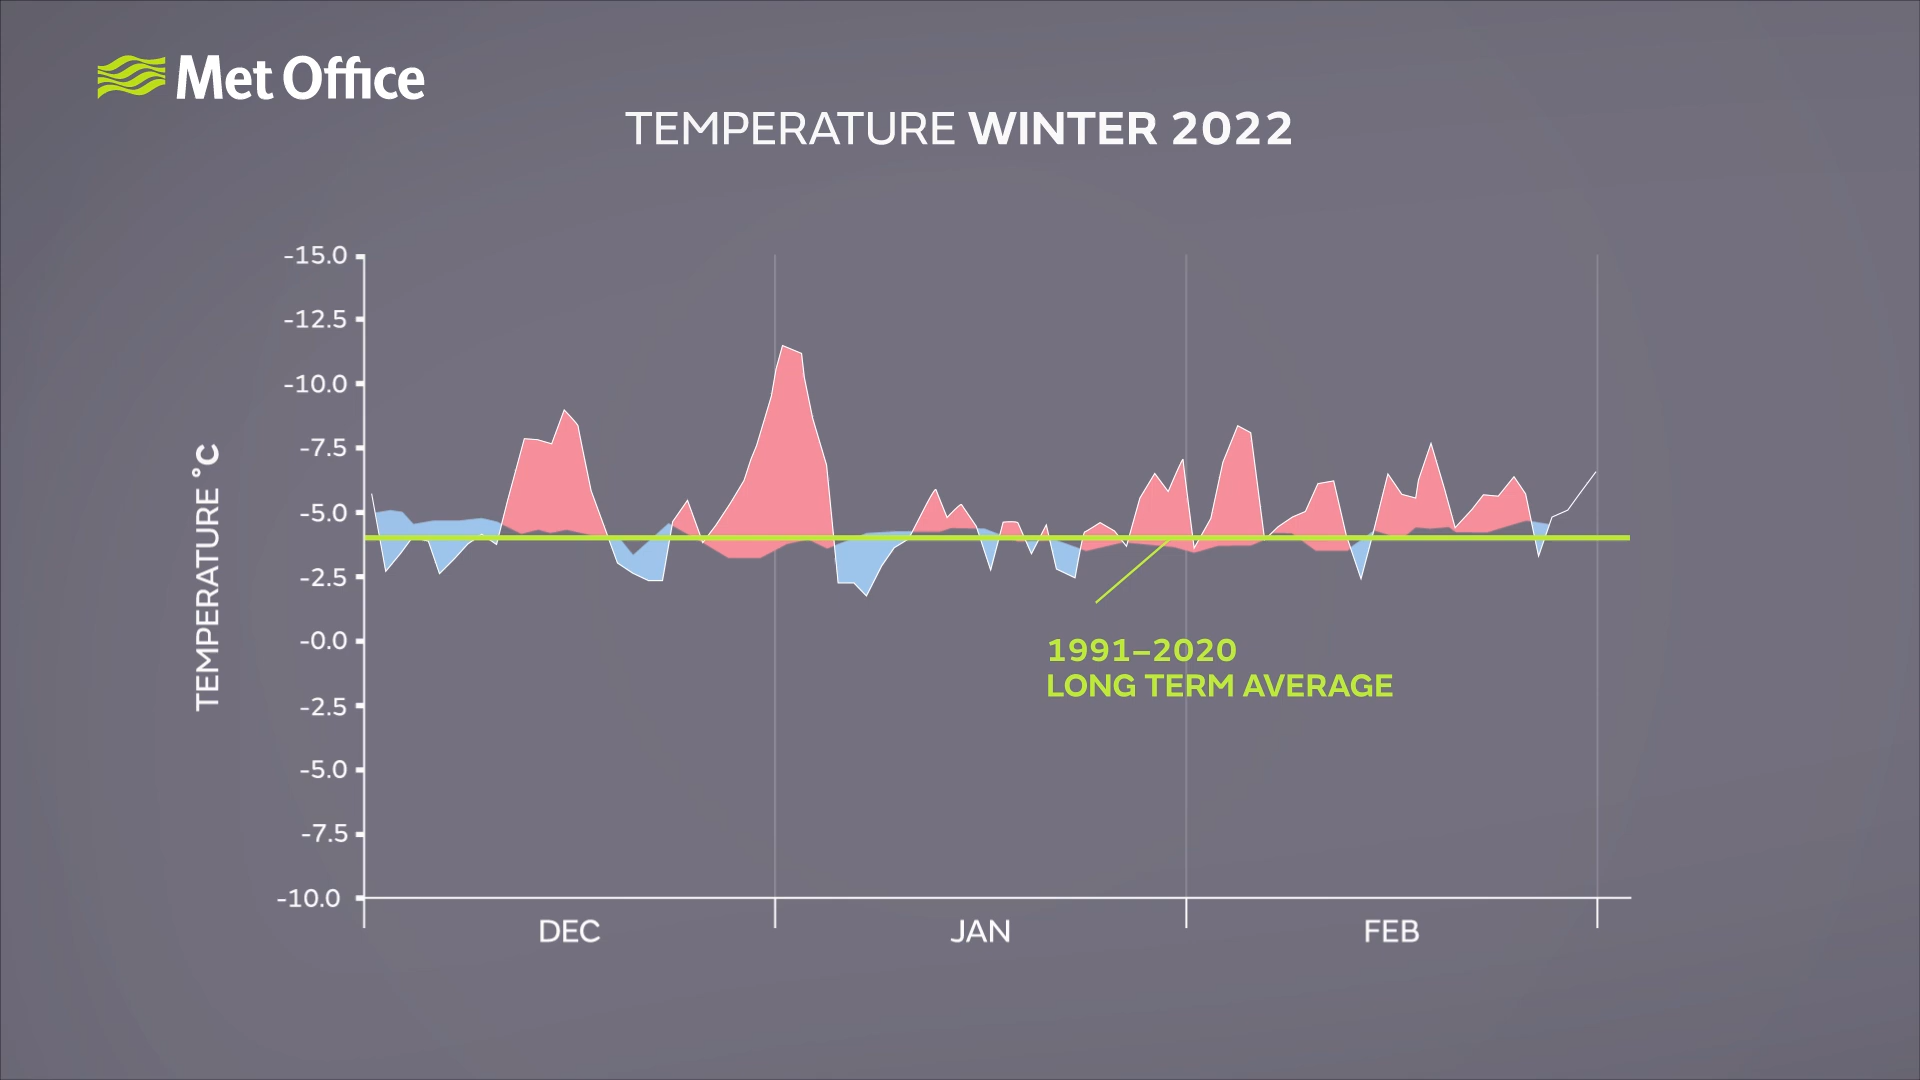 Met Office
TEMPERATURE WINTER 2022
-15.0
-12.5
-10.0
-7.5
-5.0
-2.5
-0.0
-2.5
-5.0
-7.5
-10.0
TEMPERATURE °C
1991–2020
LONG TERM AVERAGE
DEC
JAN
FEB